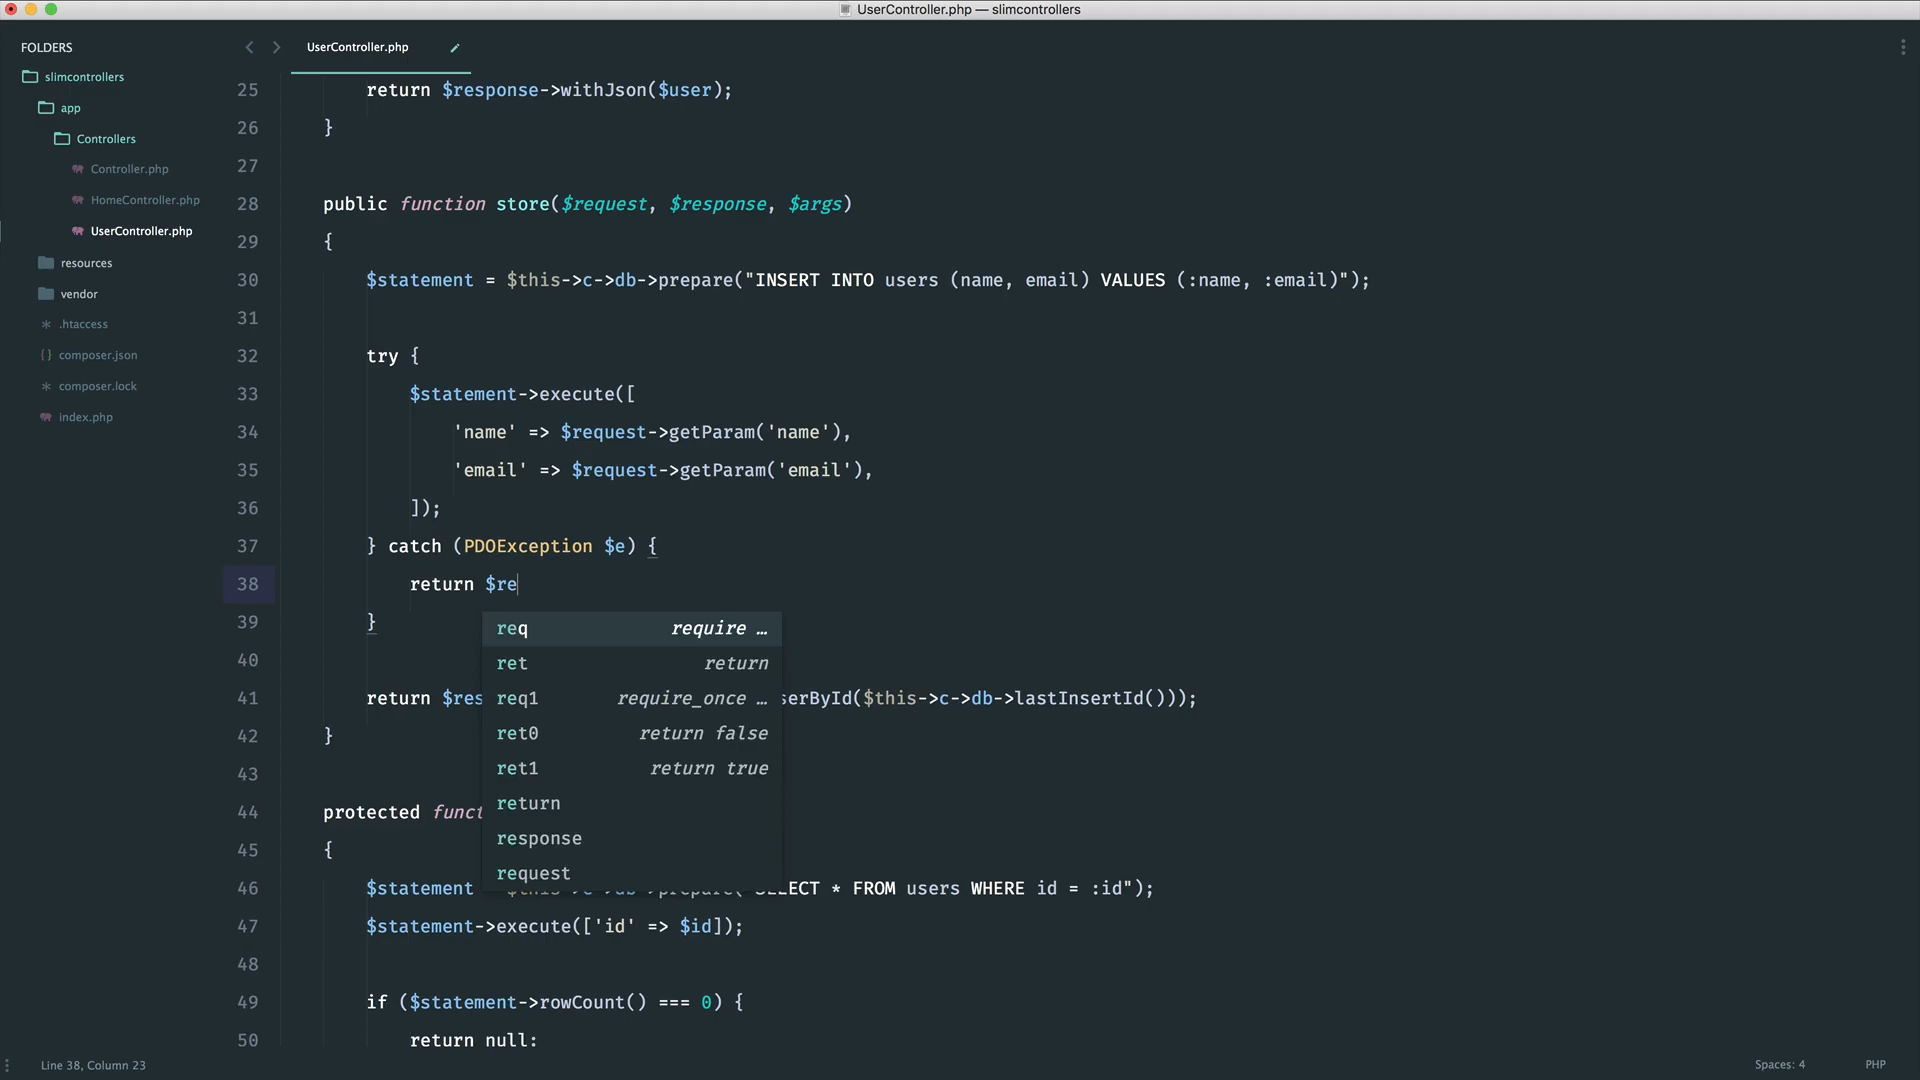 UserController.php — slimcontrollers
FOLDERS
slimcontrollers
app
Controllers
Controller.php
HomeController.php
UserController.php
resources
vendor
.htaccess
composer.json
composer.lock
index.php
UserController.php
25 return $response->withJson($user);
26 }
27
28 public function store($request, $response, $args)
29 {
30 $statement = $this->c->db->prepare("INSERT INTO users (name, email) VALUES (:name, :email)");
31
32 try {
33 $statement->execute([
34 'name' => $request->getParam('name'),
35 'email' => $request->getParam('email'),
36 ]);
37 } catch (PDOException $e) {
38 return $re
39 }
40
41 return $res serById($this->c->db->lastInsertId()));
42 }
43
44 protected funct
45 {
46 $statement $this->c->db->prepare("SELECT * FROM users WHERE id = :id");
47 $statement->execute(['id' => $id]);
48
49 if ($statement->rowCount() === 0) {
50 return null;
req require …
ret return
req1 require_once …
ret0 return false
ret1 return true
return
response
request
Line 38, Column 23
Spaces: 4
PHP